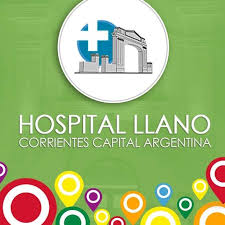 HOSPITAL LLANO
CORRIENTES CAPITAL ARGENTINA